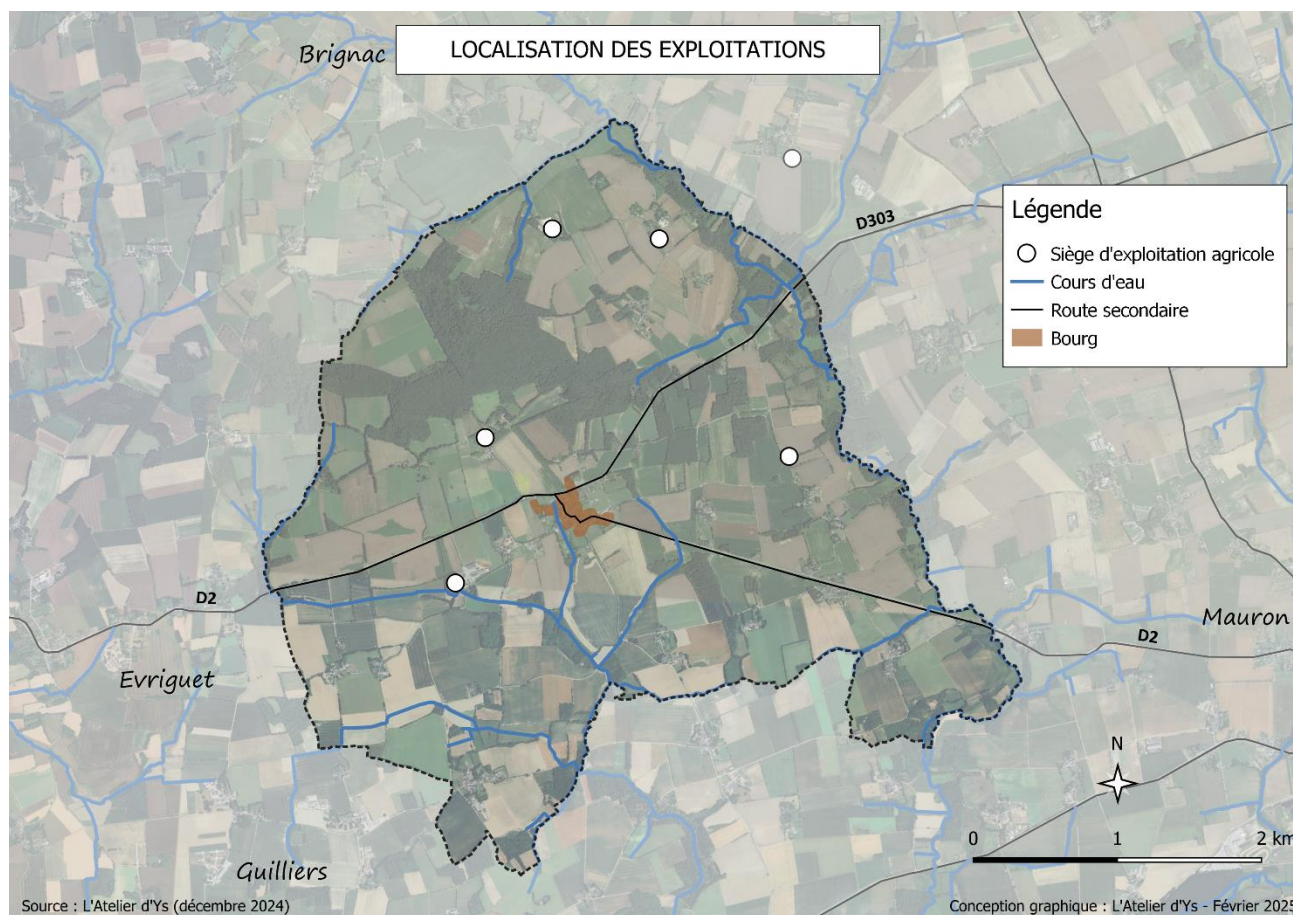 LOCALISATION DES EXPLOITATIONS
Brignac
D303
Légende
Siège d'exploitation agricole
Cours d'eau
Route secondaire
Bourg
D2
Mauron
D2
Evriguet
N
0 1 2 km
Guilliers
Source : L'Atelier d'Ys (décembre 2024)
Conception graphique : L'Atelier d'Ys - Février 2025